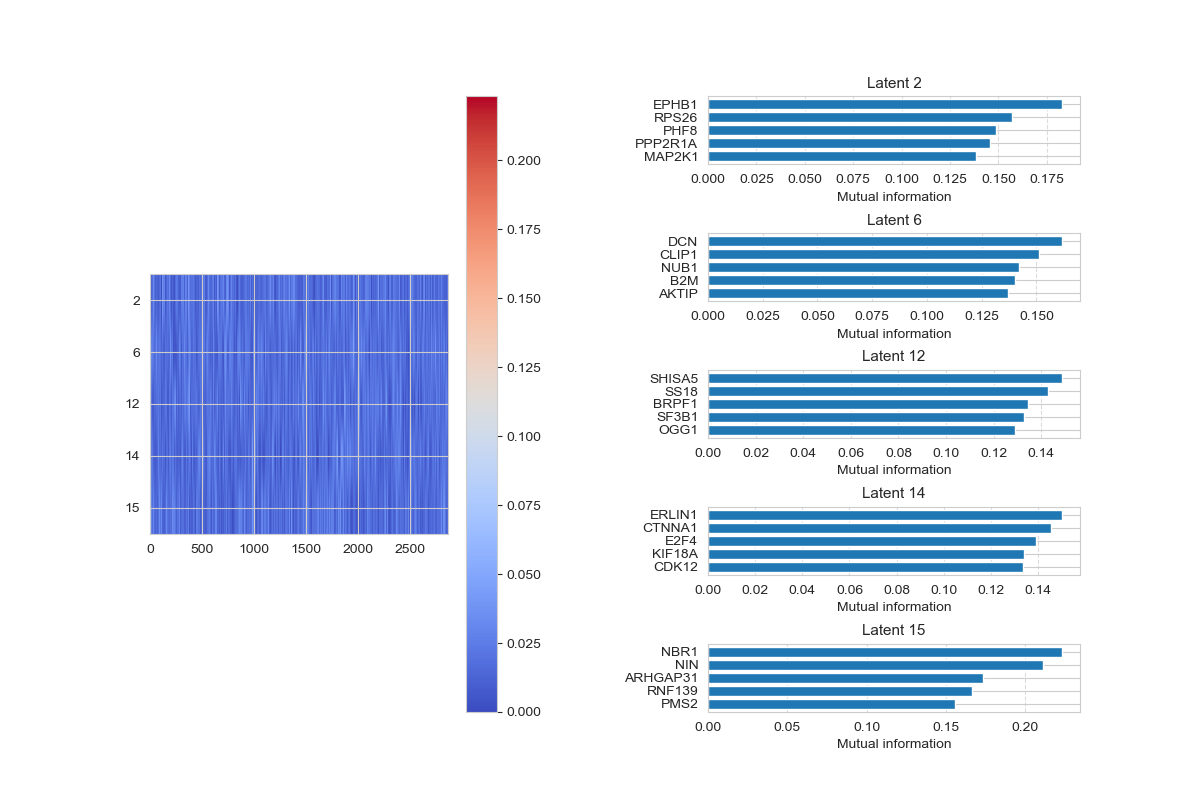 2
6
12
14
15
0 500 1000 1500 2000 2500
0.200
0.175
0.150
0.125
0.100
0.075
0.050
0.025
0.000
Latent 2
EPHB1
RPS26
PHF8
PPP2R1A
MAP2K1
0.000 0.025 0.050 0.075 0.100 0.125 0.150 0.175
Mutual information
Latent 6
DCN
CLIP1
NUB1
B2M
AKTIP
0.000 0.025 0.050 0.075 0.100 0.125 0.150
Mutual information
Latent 12
SHISA5
SS18
BRPF1
SF3B1
OGG1
0.00 0.02 0.04 0.06 0.08 0.10 0.12 0.14
Mutual information
Latent 14
ERLIN1
CTNNA1
E2F4
KIF18A
CDK12
0.00 0.02 0.04 0.06 0.08 0.10 0.12 0.14
Mutual information
Latent 15
NBR1
NIN
ARHGAP31
RNF139
PMS2
0.00 0.05 0.10 0.15 0.20
Mutual information